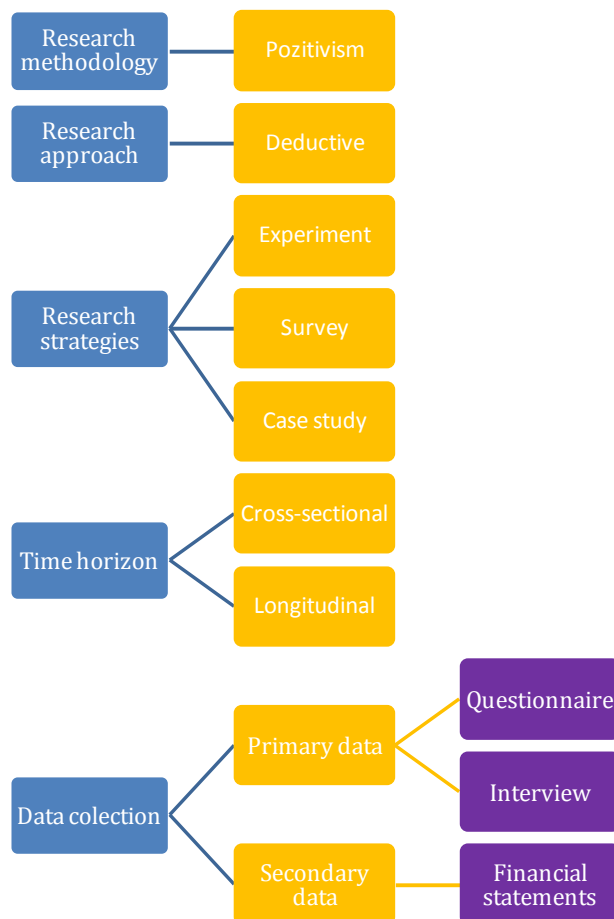 Research
methodology
Pozitivism
Research
approach
Deductive
Experiment
Research
strategies
Survey
Case study
Cross-sectional
Time horizon
Longitudinal
Questionnaire
Primary data
Interview
Data colection
Secondary
data
Financial
statements